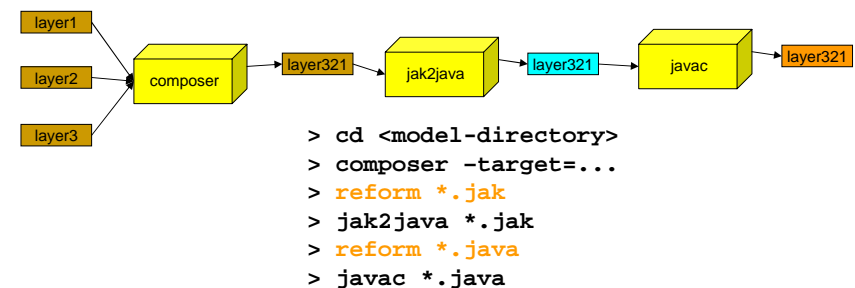 layer1
layer2
layer3
composer
layer321
jak2java
layer321
javac
layer321
> cd <model-directory>
> composer –target=...
> reform *.jak
> jak2java *.jak
> reform *.java
> javac *.java